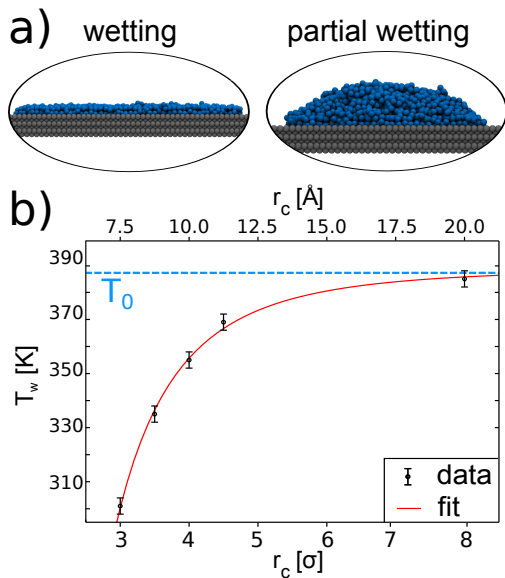 a) wetting partial wetting
b) r_c [Å]
7.5 10.0 12.5 15.0 17.5 20.0
390
T_0
370
350
T_w [K]
330
310
data
fit
3 4 5 6 7 8
r_c [σ]